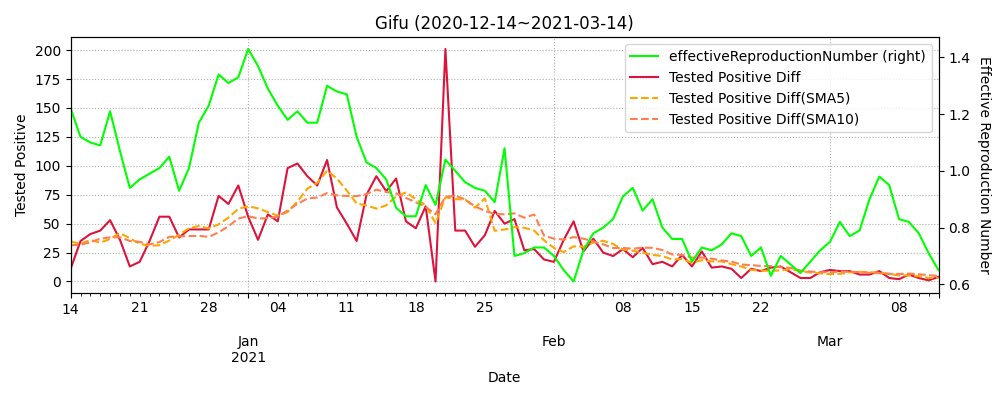 Gifu (2020-12-14~2021-03-14)
effectiveReproductionNumber (right)
Tested Positive Diff
Tested Positive Diff(SMA5)
Tested Positive Diff(SMA10)
Tested Positive
200
175
150
125
100
75
50
25
0
Effective Reproduction Number
1.4
1.2
1.0
0.8
0.6
14 21 28 04 11 18 25 08 15 22 08
Jan Feb Mar
2021
Date